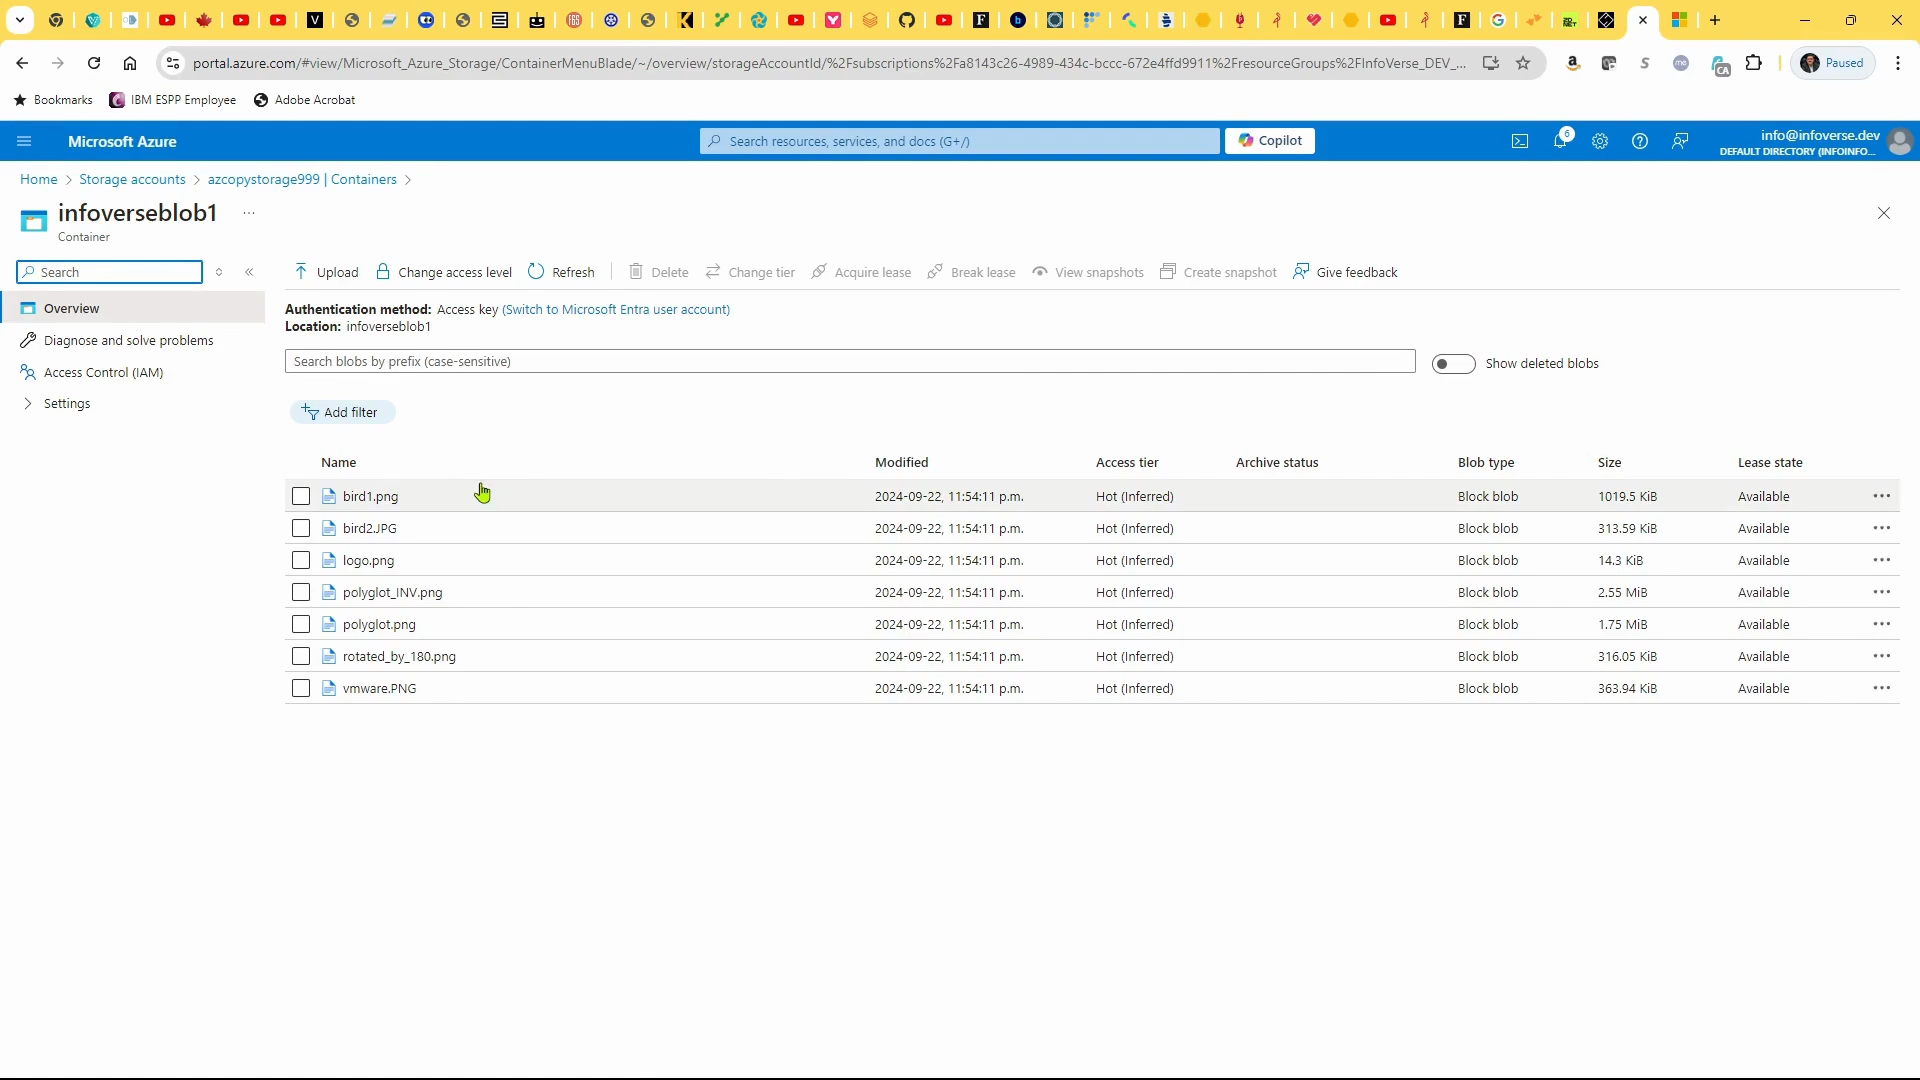 portal.azure.com/#view/Microsoft_Azure_Storage/ContainerMenuBlade/~/overview/storageAccountId/%2Fsubscriptions%2Fa8143c26-4989-434c-bccc-672e4ffd9911%2FresourceGroups%2FInfoVerse_DEV_...
Paused
Bookmarks
IBM ESPP Employee
Adobe Acrobat
Microsoft Azure
Search resources, services, and docs (G+/)
Copilot
6
info@infoverse.dev
DEFAULT DIRECTORY (INFOINFO...
Home > Storage accounts > azcopystorage999 | Containers >
infoverseblob1 ...
Container
Search
Overview
Diagnose and solve problems
Access Control (IAM)
Settings
Upload Change access level Refresh Delete Change tier Acquire lease Break lease View snapshots Create snapshot Give feedback
Authentication method: Access key (Switch to Microsoft Entra user account)
Location: infoverseblob1
Search blobs by prefix (case-sensitive)
Show deleted blobs
Add filter
Name Modified Access tier Archive status Blob type Size Lease state
bird1.png 2024-09-22, 11:54:11 p.m. Hot (Inferred) Block blob 1019.5 KiB Available
bird2.JPG 2024-09-22, 11:54:11 p.m. Hot (Inferred) Block blob 313.59 KiB Available
logo.png 2024-09-22, 11:54:11 p.m. Hot (Inferred) Block blob 14.3 KiB Available
polyglot_INV.png 2024-09-22, 11:54:11 p.m. Hot (Inferred) Block blob 2.55 MiB Available
polyglot.png 2024-09-22, 11:54:11 p.m. Hot (Inferred) Block blob 1.75 MiB Available
rotated_by_180.png 2024-09-22, 11:54:11 p.m. Hot (Inferred) Block blob 316.05 KiB Available
vmware.PNG 2024-09-22, 11:54:11 p.m. Hot (Inferred) Block blob 363.94 KiB Available